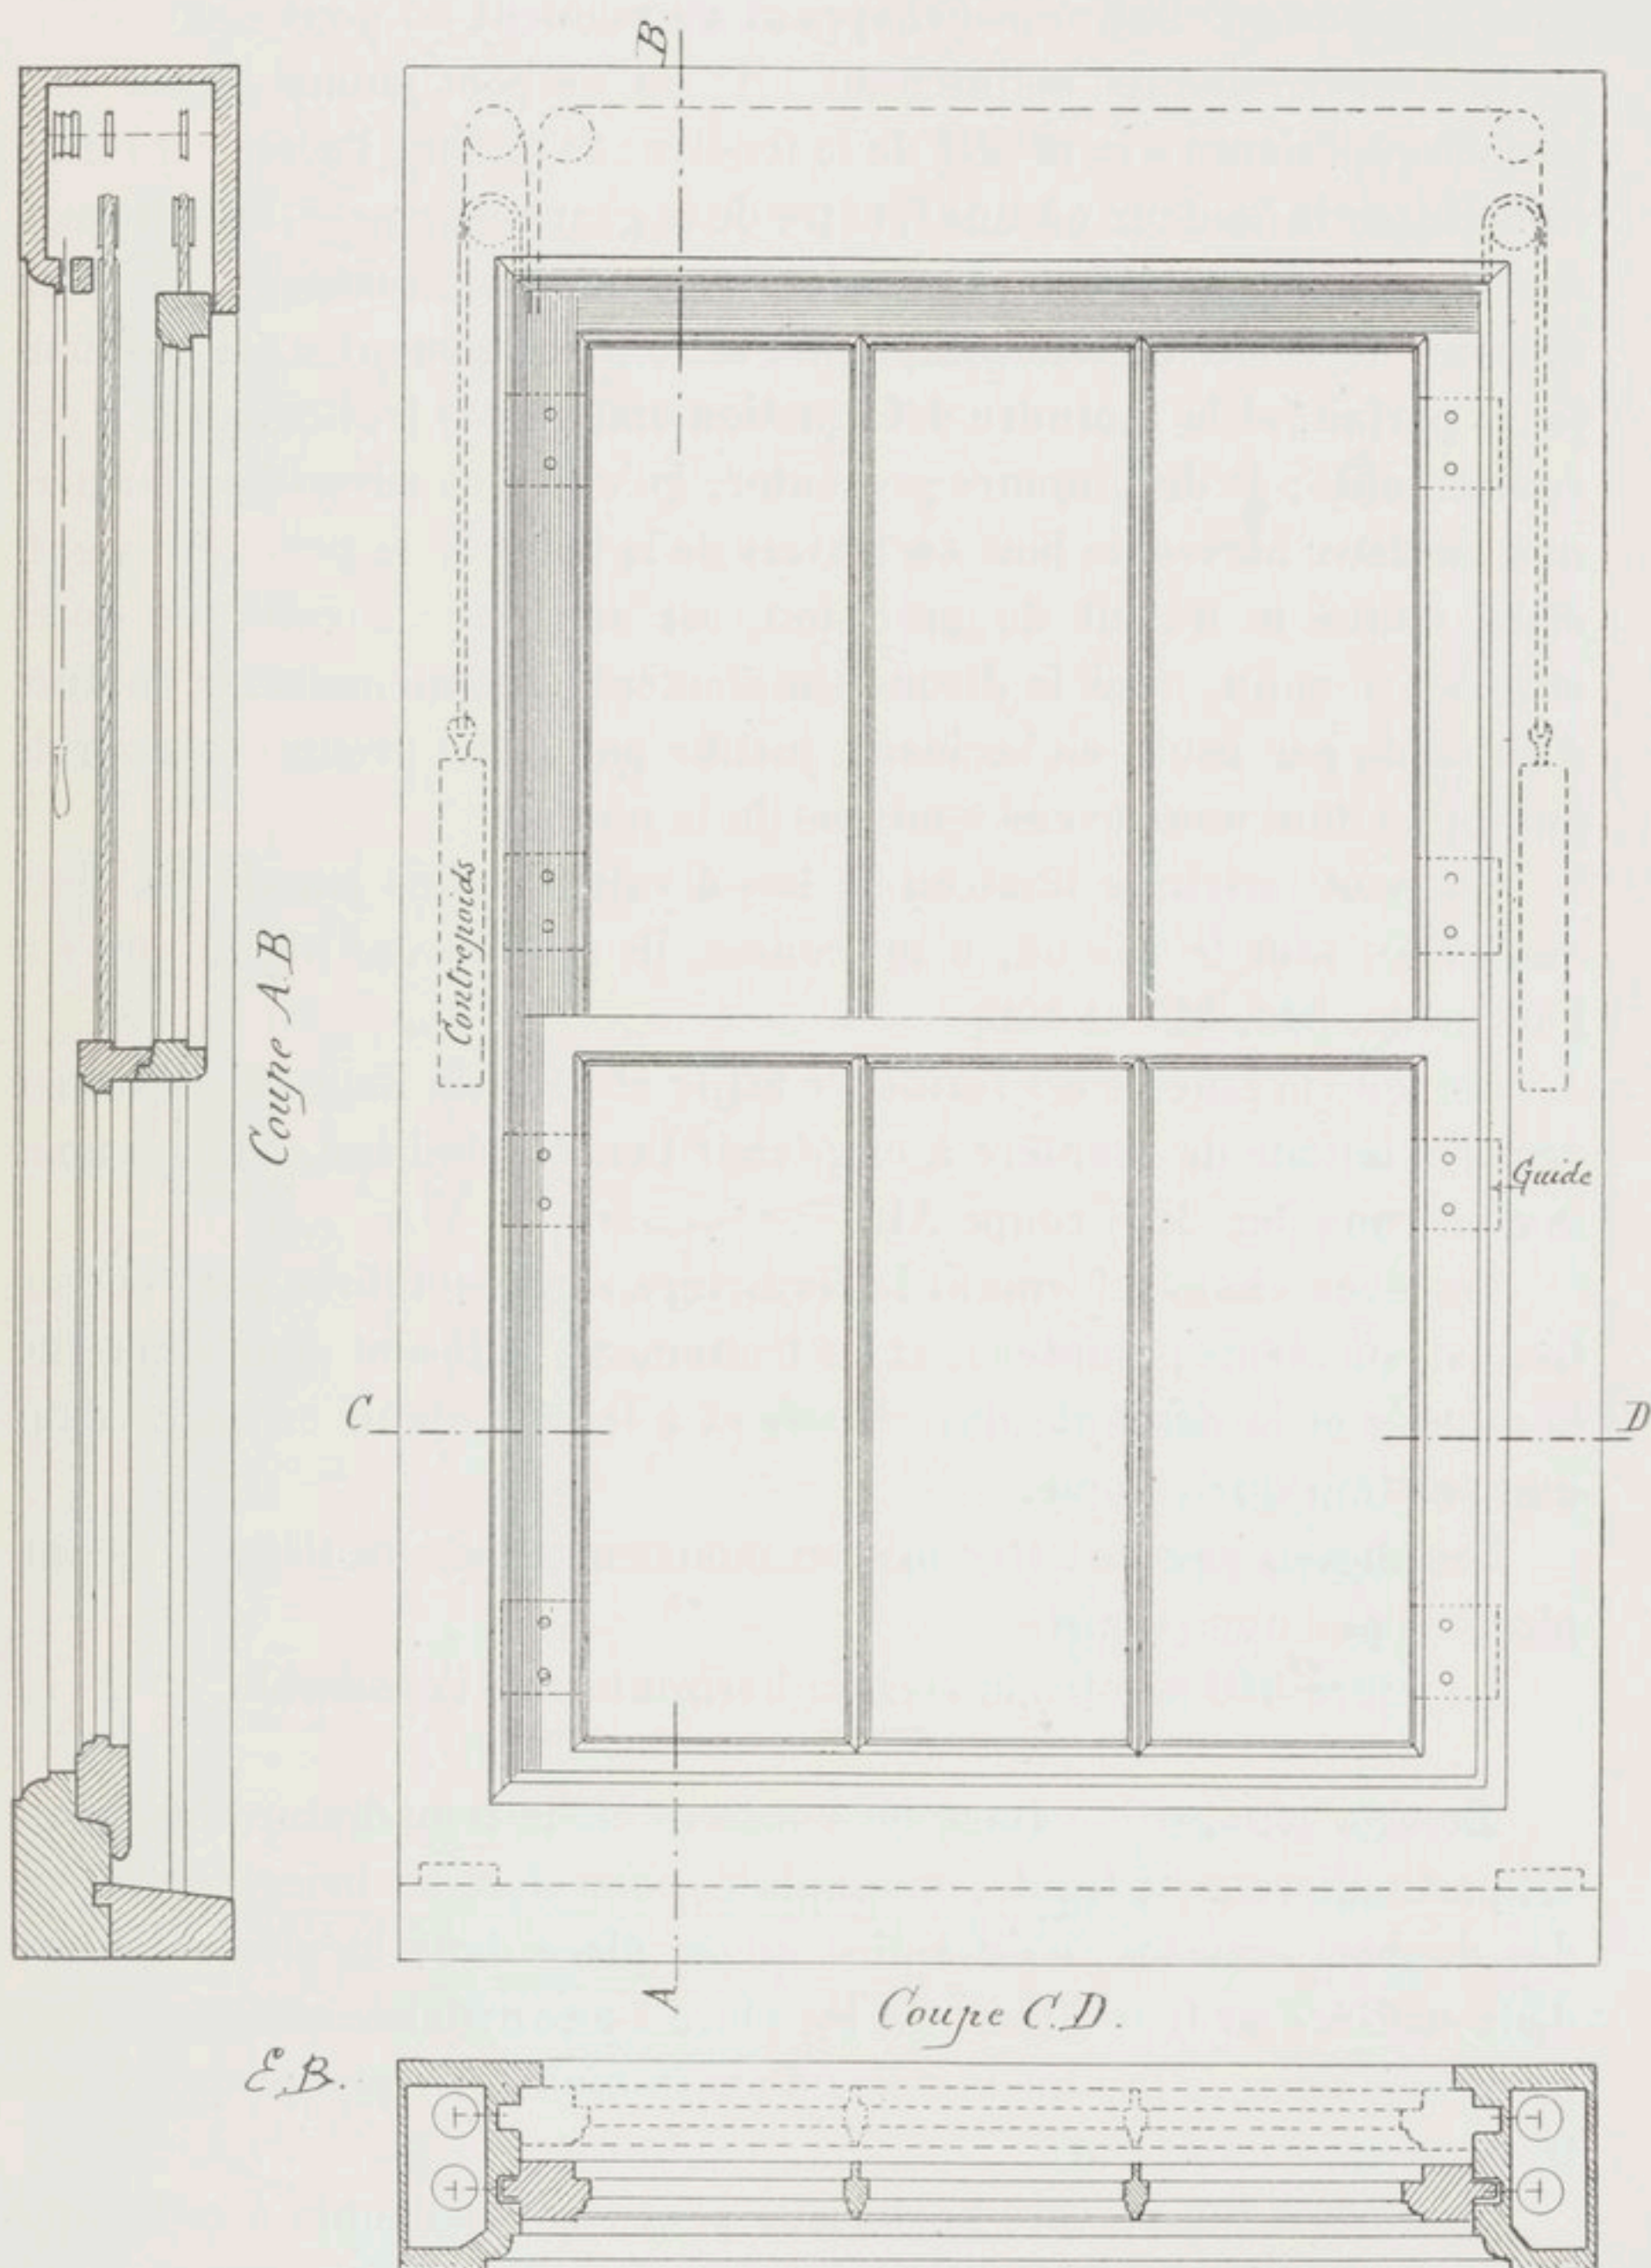 B
Coupe A.B
Contrepoids
Guide
C
D
A
Coupe C.D.
E.B.